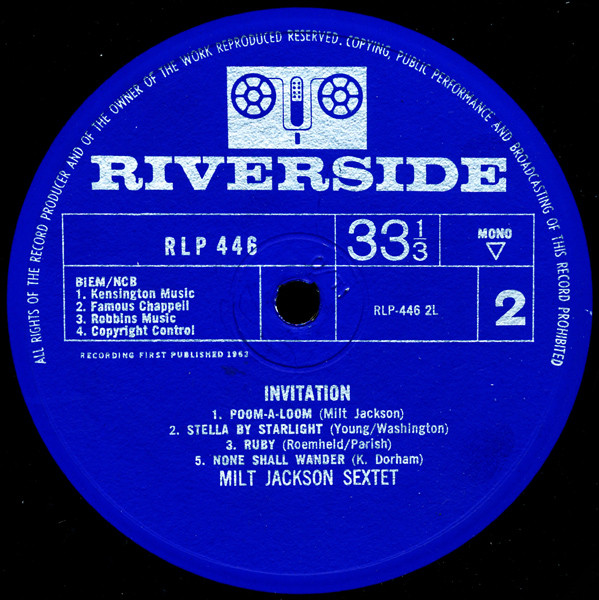 ALL RIGHTS OF THE RECORD PRODUCER AND OF THE OWNER OF THE WORK REPRODUCED RESERVED. COPYING, PUBLIC PERFORMANCE AND BROADCASTING OF THIS RECORD PROHIBITED
RIVERSIDE
RLP 446
33 1/3
MONO
BIEM/NCB
1. Kensington Music
2. Famous Chappell
3. Robbins Music
4. Copyright Control
RLP-446 2L
2
RECORDING FIRST PUBLISHED 1963
INVITATION
1. POOM-A-LOOM (Milt Jackson)
2. STELLA BY STARLIGHT (Young/Washington)
3. RUBY (Roemheld/Parish)
5. NONE SHALL WANDER (K. Dorham)
MILT JACKSON SEXTET